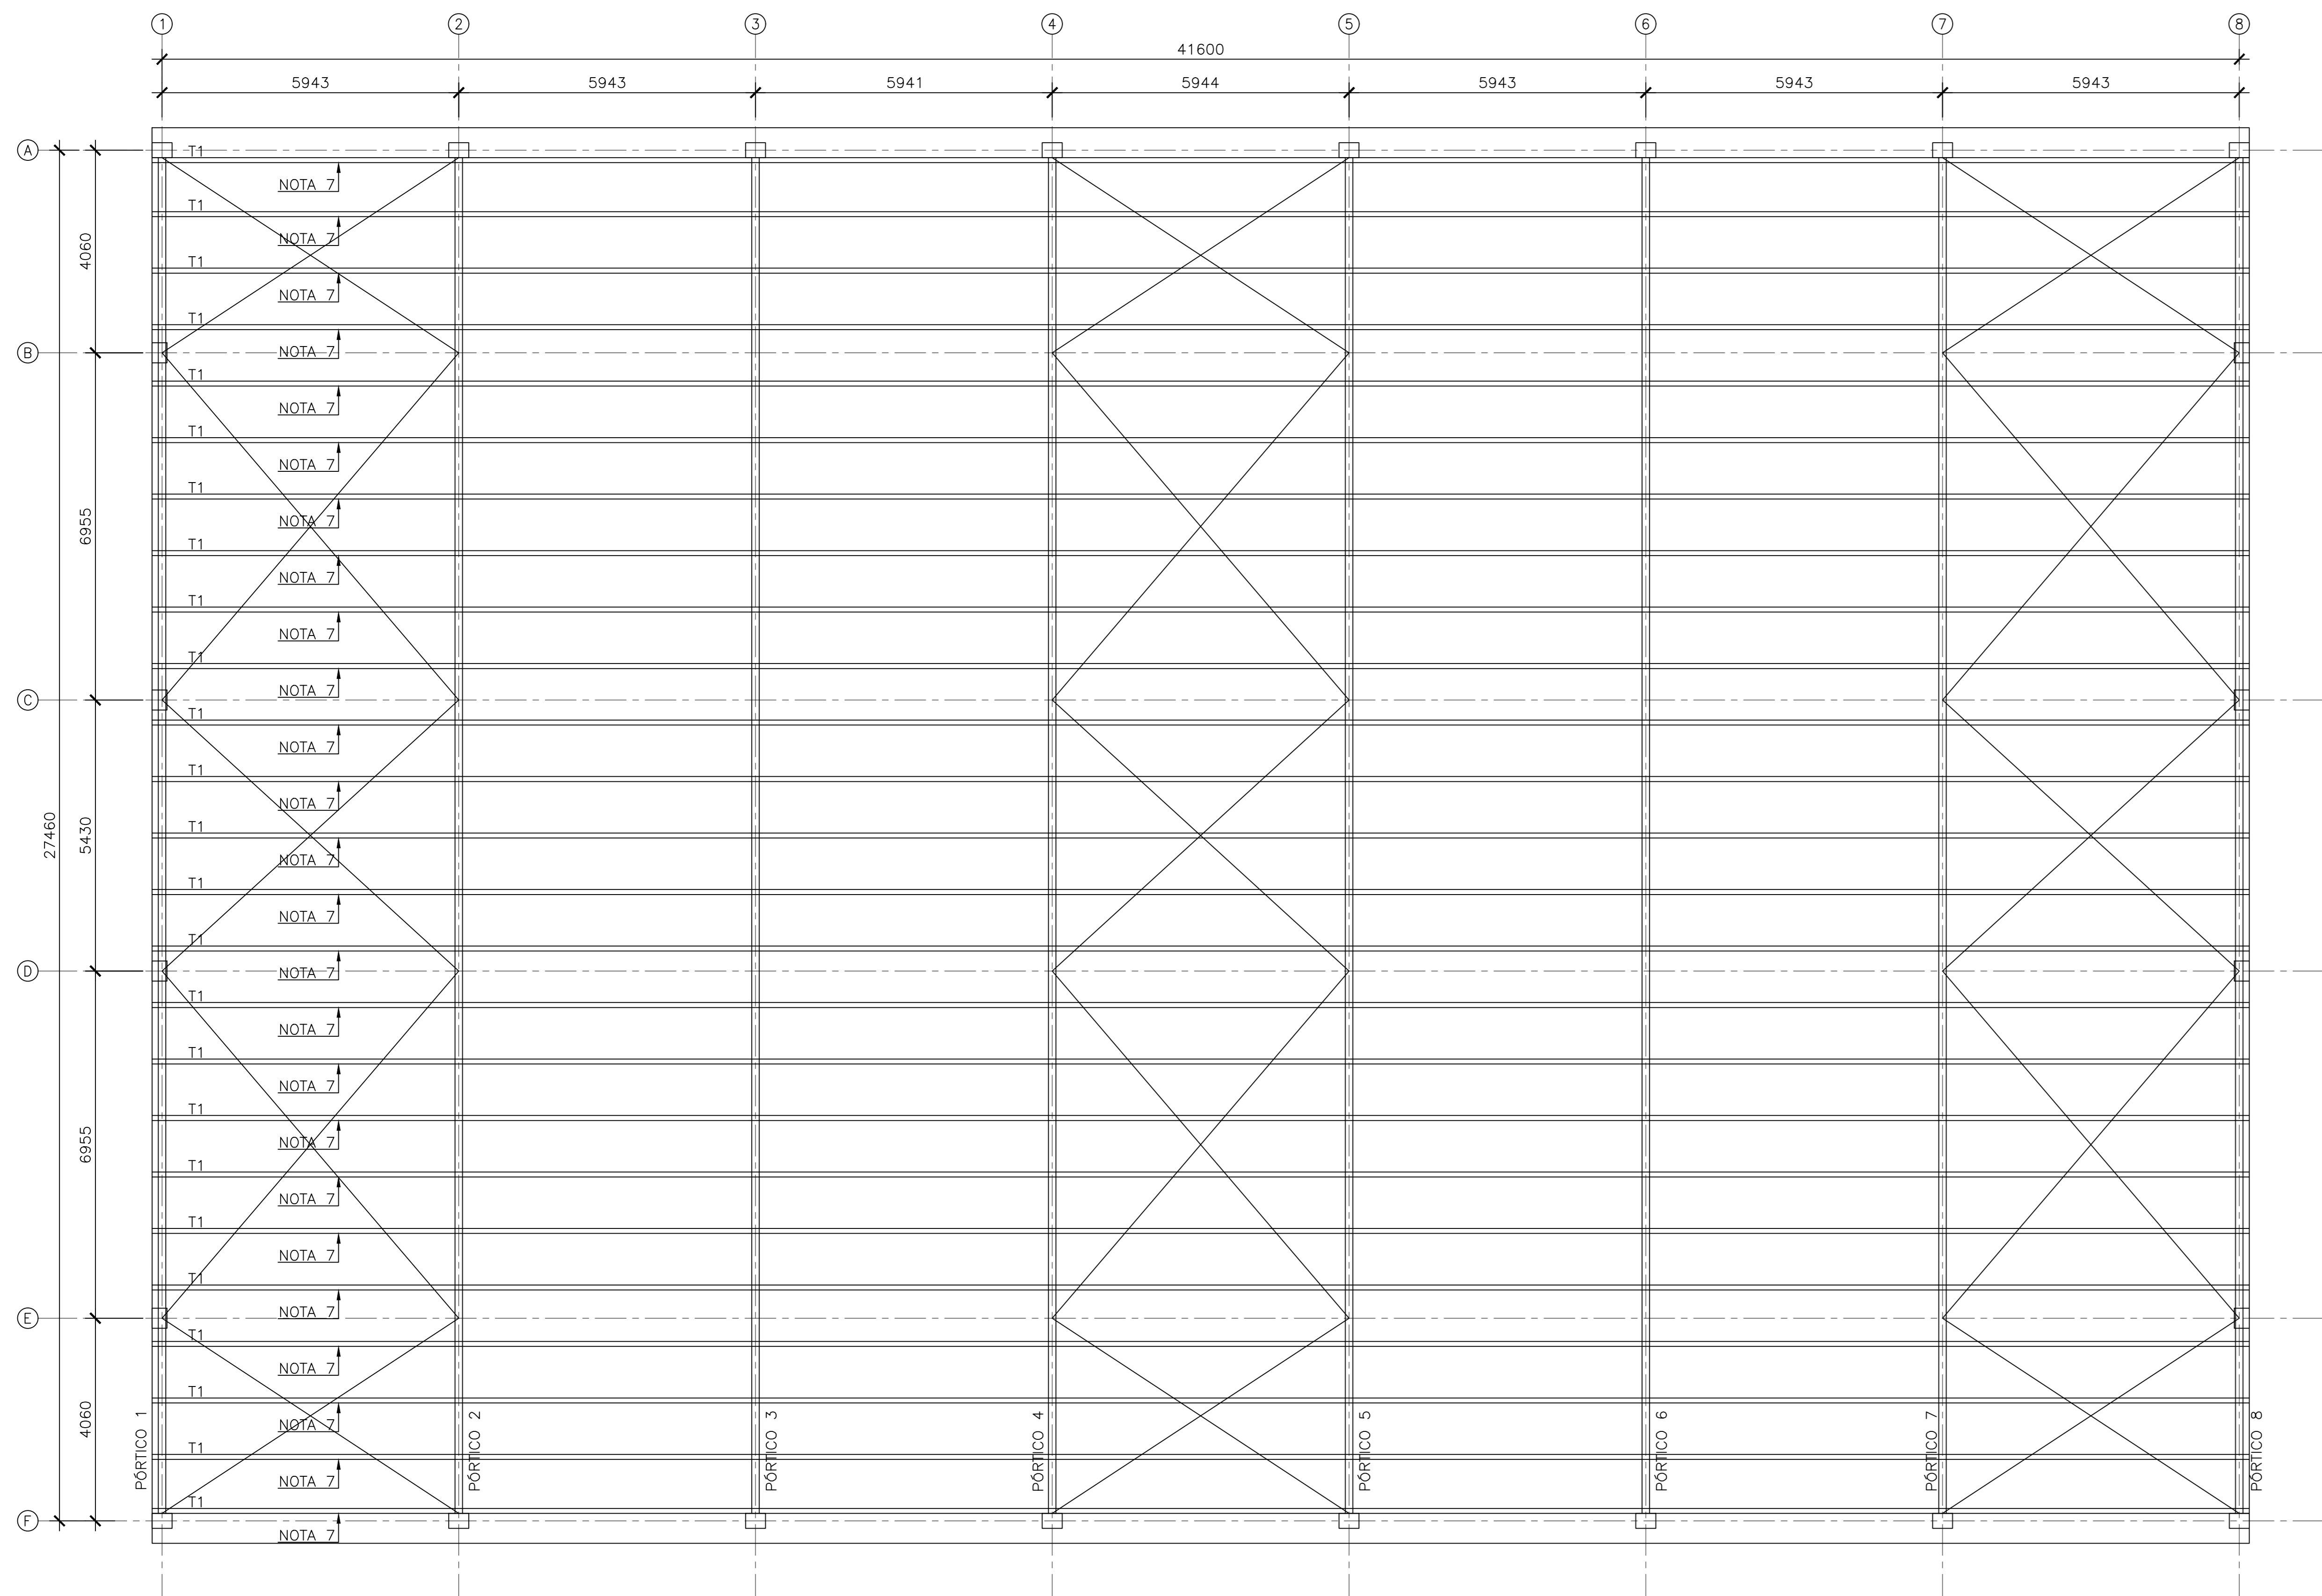 1 2 3 4 5 6 7 8
41600
5943 5943 5941 5944 5943 5943 5943
A T1
NOTA 7
T1
NOTA 7
4060
T1
NOTA 7
T1
B NOTA 7
T1
NOTA 7
T1
NOTA 7
T1
6955 NOTA 7
T1
NOTA 7
T1
NOTA 7
T1
NOTA 7
C
T1
NOTA 7
T1
NOTA 7
T1
27460 5430
NOTA 7
T1
NOTA 7
T1
D NOTA 7
T1
NOTA 7
T1
NOTA 7
T1
6955 NOTA 7
T1
NOTA 7
T1
NOTA 7
T1
E NOTA 7
T1
NOTA 7
T1
4060 NOTA 7
T1
PÓRTICO 1 PÓRTICO 2 PÓRTICO 3 PÓRTICO 4 PÓRTICO 5 PÓRTICO 6 PÓRTICO 7 PÓRTICO 8
NOTA 7
T1
F
NOTA 7